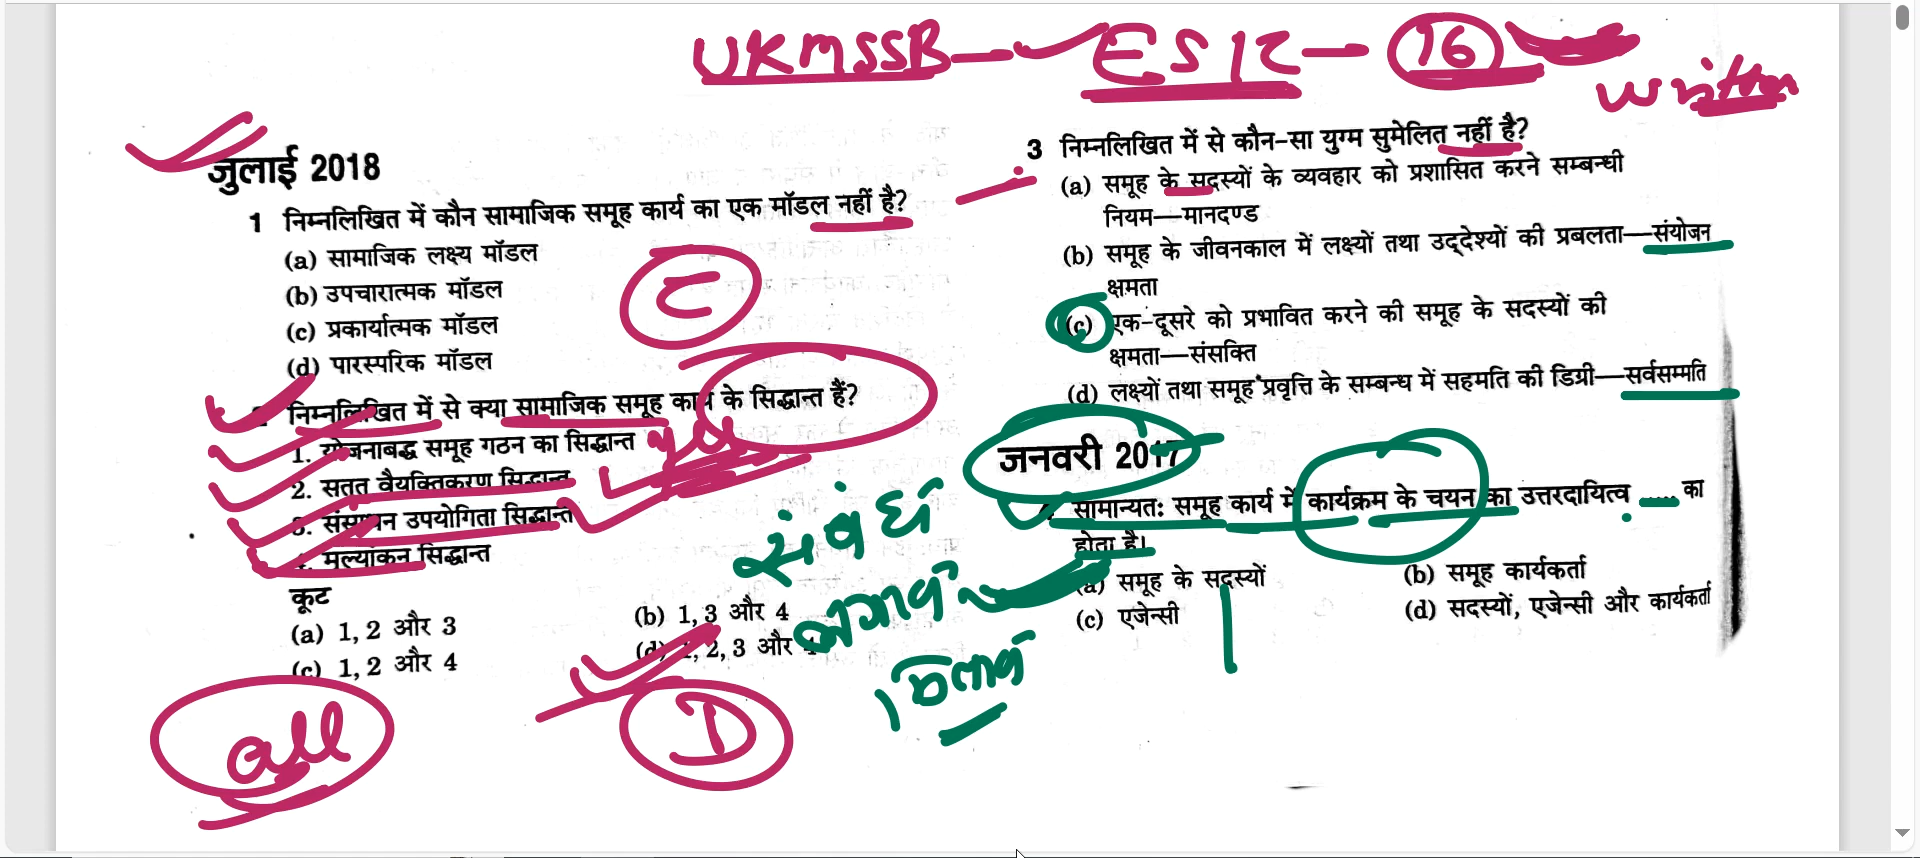 UKMSSB — ESIC — 16
written
जुलाई 2018
1 निम्नलिखित में कौन सामाजिक समूह कार्य का एक मॉडल नहीं है?
(a) सामाजिक लक्ष्य मॉडल
(b) उपचारात्मक मॉडल
(c) प्रकार्यात्मक मॉडल
(d) पारस्परिक मॉडल
C
निम्नलिखित में से क्या सामाजिक समूह कार्य के सिद्धान्त हैं?
1. योजनाबद्ध समूह गठन का सिद्धान्त
2. सतत वैयक्तिकरण सिद्धान्त
3. संसाधन उपयोगिता सिद्धान्त
मूल्यांकन सिद्धान्त
कूट
(a) 1, 2 और 3
(b) 1, 3 और 4
(c) 1, 2 और 4
(d) 1, 2, 3 और 4
all
D
3 निम्नलिखित में से कौन-सा युग्म सुमेलित नहीं है?
(a) समूह के सदस्यों के व्यवहार को प्रशासित करने सम्बन्धी
नियम—मानदण्ड
(b) समूह के जीवनकाल में लक्ष्यों तथा उद्देश्यों की प्रबलता—संयोजन
क्षमता
(c) एक-दूसरे को प्रभावित करने की समूह के सदस्यों की
क्षमता—संसक्ति
(d) लक्ष्यों तथा समूह प्रवृत्ति के सम्बन्ध में सहमति की डिग्री—सर्वसम्मति
जनवरी 2017
सामान्यतः समूह कार्य में कार्यक्रम के चयन का उत्तरदायित्व ..... का
होता है।
(a) समूह के सदस्यों
(b) समूह कार्यकर्ता
(c) एजेन्सी
(d) सदस्यों, एजेन्सी और कार्यकर्ता
संबंध